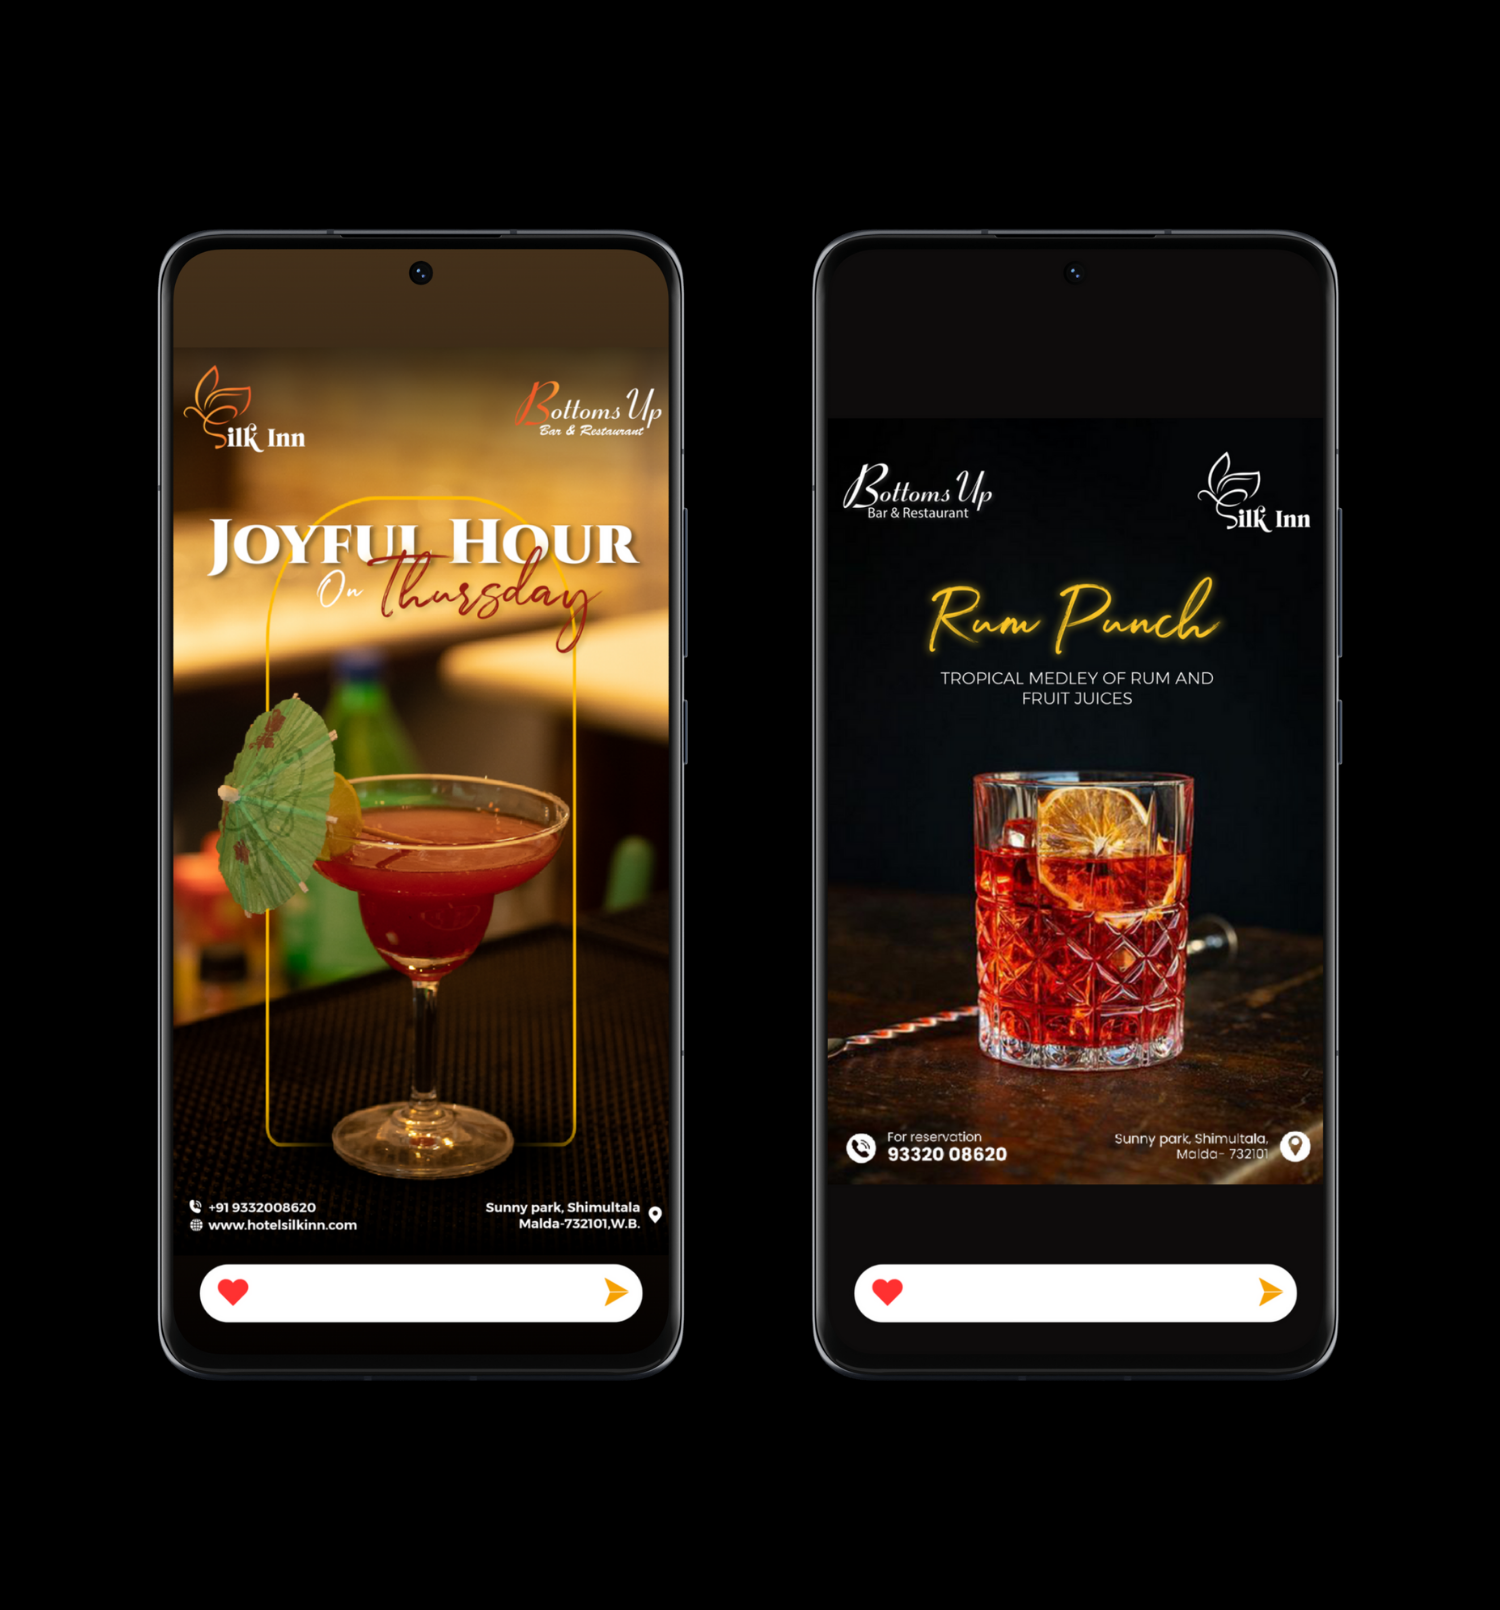 Silk Inn
Bottoms Up
Bar & Restaurant
JOYFUL HOUR
On Thursday
+91 9332008620
www.hotelsilkinn.com
Sunny park, Shimultala
Malda-732101,W.B.
Bottoms Up
Bar & Restaurant
Silk Inn
Rum Punch
TROPICAL MEDLEY OF RUM AND
FRUIT JUICES
For reservation
93320 08620
Sunny park, Shimultala,
Malda- 732101